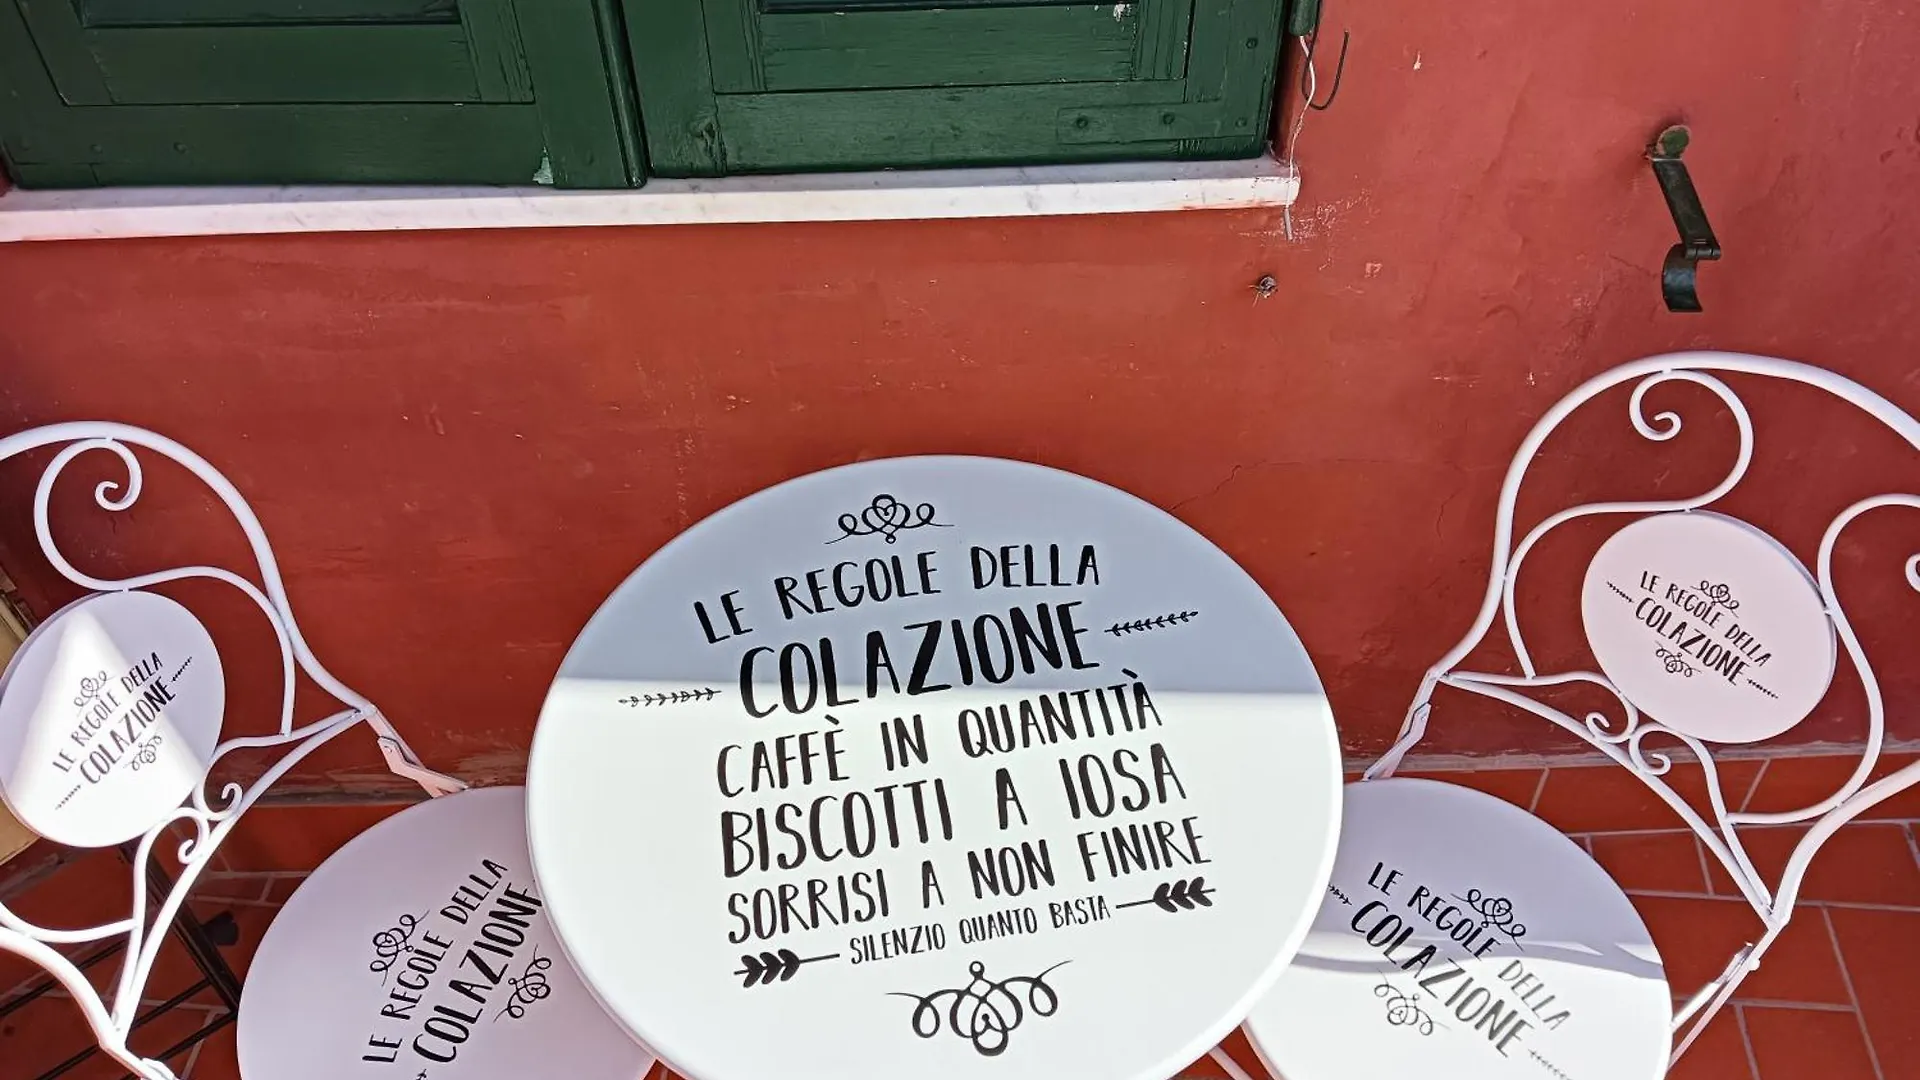 LE REGOLE DELLA
COLAZIONE
CAFFÈ IN QUANTITÀ
BISCOTTI A IOSA
SORRISI A NON FINIRE
SILENZIO QUANTO BASTA
LE REGOLE DELLA
COLAZIONE
LE REGOLE DELLA
COLAZIONE
LE REGOLE DELLA
COLAZIONE
LE REGOLE DELLA
COLAZIONE